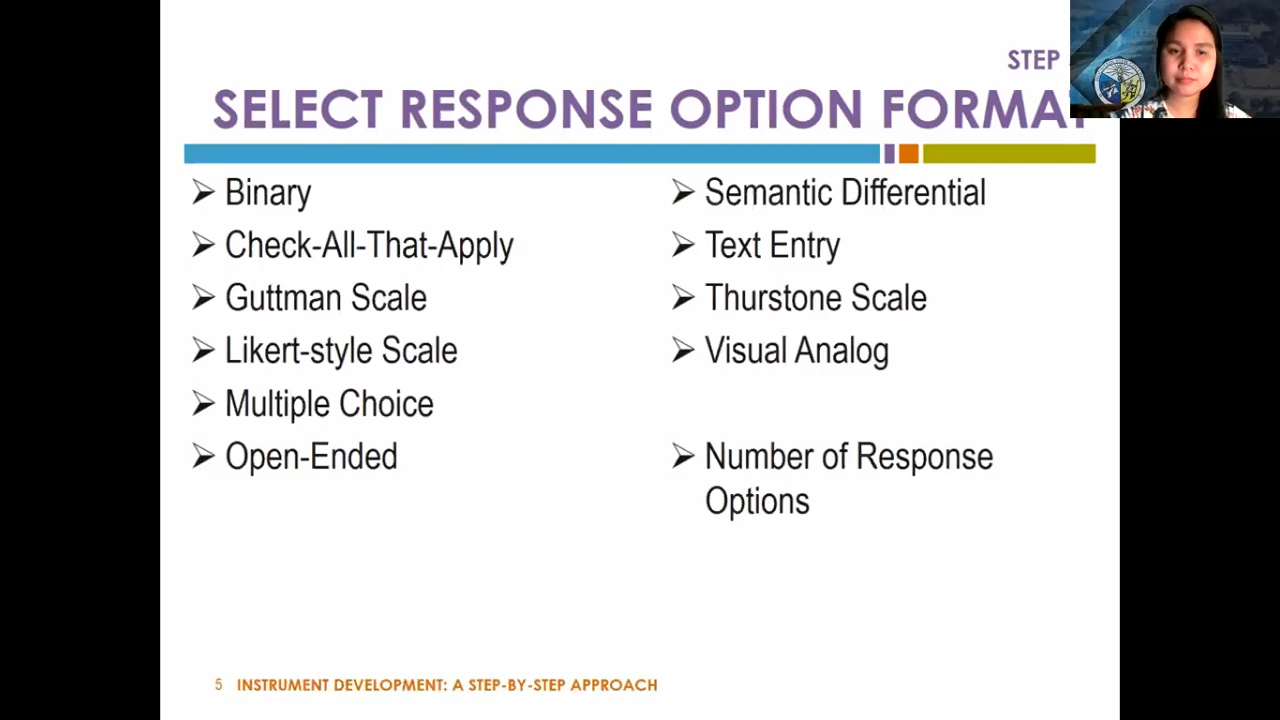 STEP
SELECT RESPONSE OPTION FORMAT
➢ Binary
➢ Check-All-That-Apply
➢ Guttman Scale
➢ Likert-style Scale
➢ Multiple Choice
➢ Open-Ended
➢ Semantic Differential
➢ Text Entry
➢ Thurstone Scale
➢ Visual Analog
➢ Number of Response
Options
5 INSTRUMENT DEVELOPMENT: A STEP-BY-STEP APPROACH